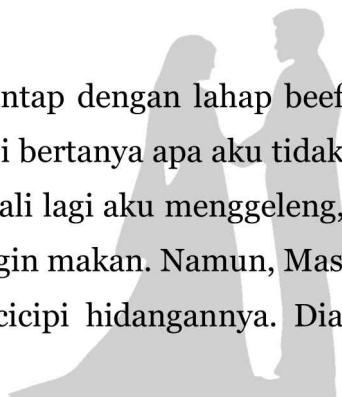 ntap dengan lahap beef
i bertanya apa aku tidak
ali lagi aku menggeleng,
gin makan. Namun, Mas
cicipi hidangannya. Dia